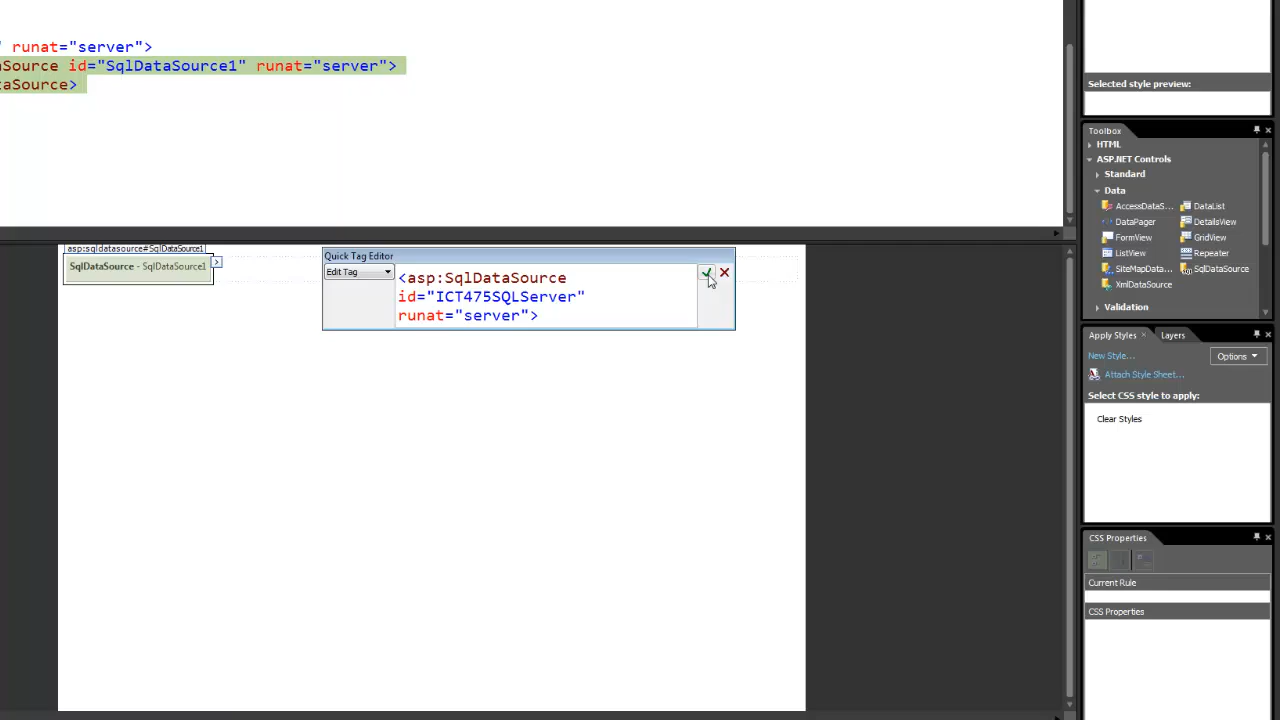 " runat="server">
aSource id="SqlDataSource1" runat="server">
taSource>
Selected style preview:
Toolbox
HTML
ASP.NET Controls
Standard
Data
AccessDataS... DataList
DataPager DetailsView
FormView GridView
ListView Repeater
SiteMapData... SqlDataSource
XmlDataSource
Validation
asp:sqldatasource#SqlDataSource1
SqlDataSource - SqlDataSource1
Quick Tag Editor
Edit Tag
<asp:SqlDataSource
id="ICT475SQLServer"
runat="server">
Apply Styles Layers
New Style... Options
Attach Style Sheet...
Select CSS style to apply:
Clear Styles
CSS Properties
Current Rule
CSS Properties